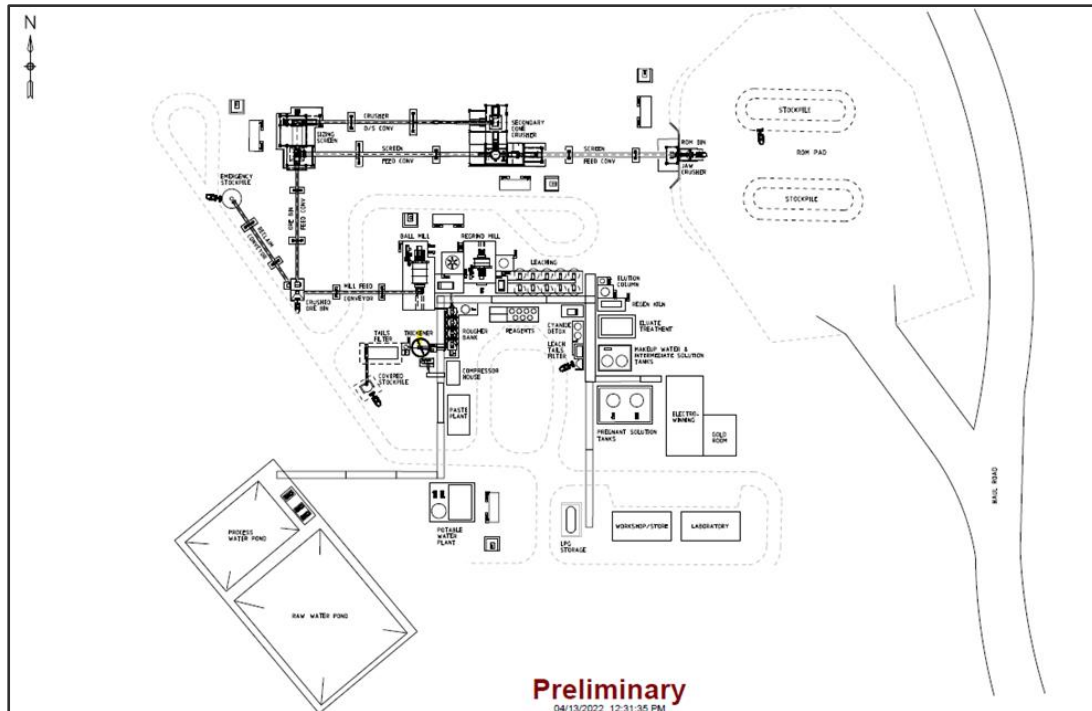 N
STOCKPILE
ROM PAD
STOCKPILE
CRUSHER
D/S CONV
SIZING
SCREEN
SCREEN
FEED CONV
SECONDARY
CONE
CRUSHER
SCREEN
FEED CONV
ROM BIN
JAW
CRUSHER
EMERGENCY
STOCKPILE
RECLAIM
CONVEYOR
ORE BIN
FEED CONV
CRUSHED
ORE BIN
MILL FEED
CONVEYOR
BALL MILL
REGRIND MILL
LEACHING
ELUTION
COLUMN
REGEN KILN
ELUATE
TREATMENT
MAKEUP WATER &
INTERMEDIATE SOLUTION
TANKS
TAILS
FILTER
THICKENER
ROUGHER
BANK
REAGENTS
CYANIDE
DETOX
LEACH
TAILS
FILTER
COVERED
STOCKPILE
COMPRESSOR
HOUSE
PASTE
PLANT
PREGNANT SOLUTION
TANKS
ELECTRO-
WINNING
GOLD
ROOM
HAUL ROAD
PROCESS
WATER POND
RAW WATER POND
POTABLE
WATER
PLANT
LPG
STORAGE
WORKSHOP/STORE
LABORATORY
Preliminary
04/13/2022 12:31:35 PM